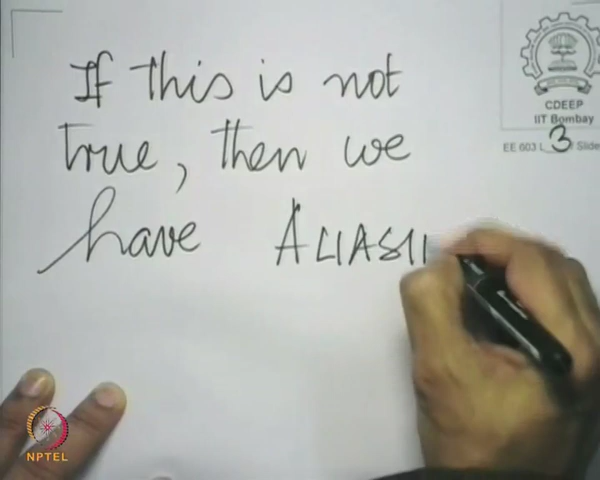 If this is not
true, then we
have ALIASI
CDEEP
IIT Bombay
EE 603 L 3 Slide
NPTEL